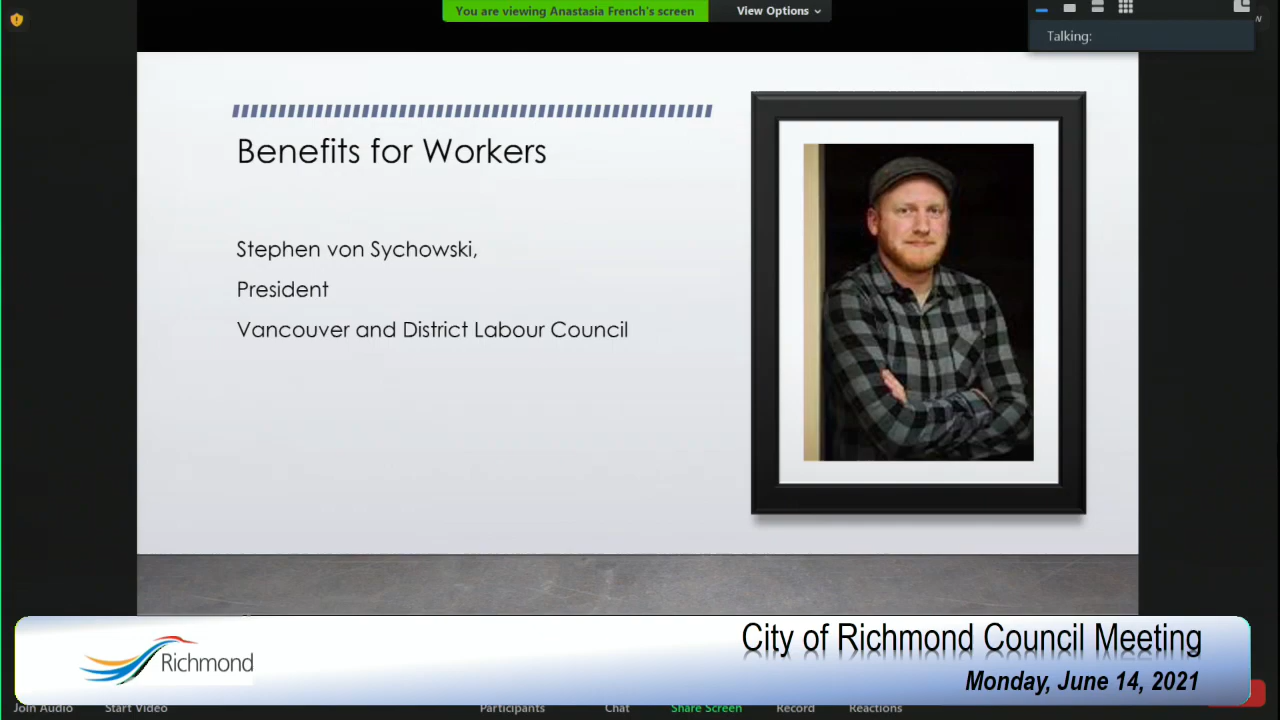 You are viewing Anastasia French's screen
View Options
Talking:
Benefits for Workers
Stephen von Sychowski,
President
Vancouver and District Labour Council
Richmond
City of Richmond Council Meeting
Monday, June 14, 2021
Join Audio
Start Video
Participants
Chat
Share Screen
Record
Reactions